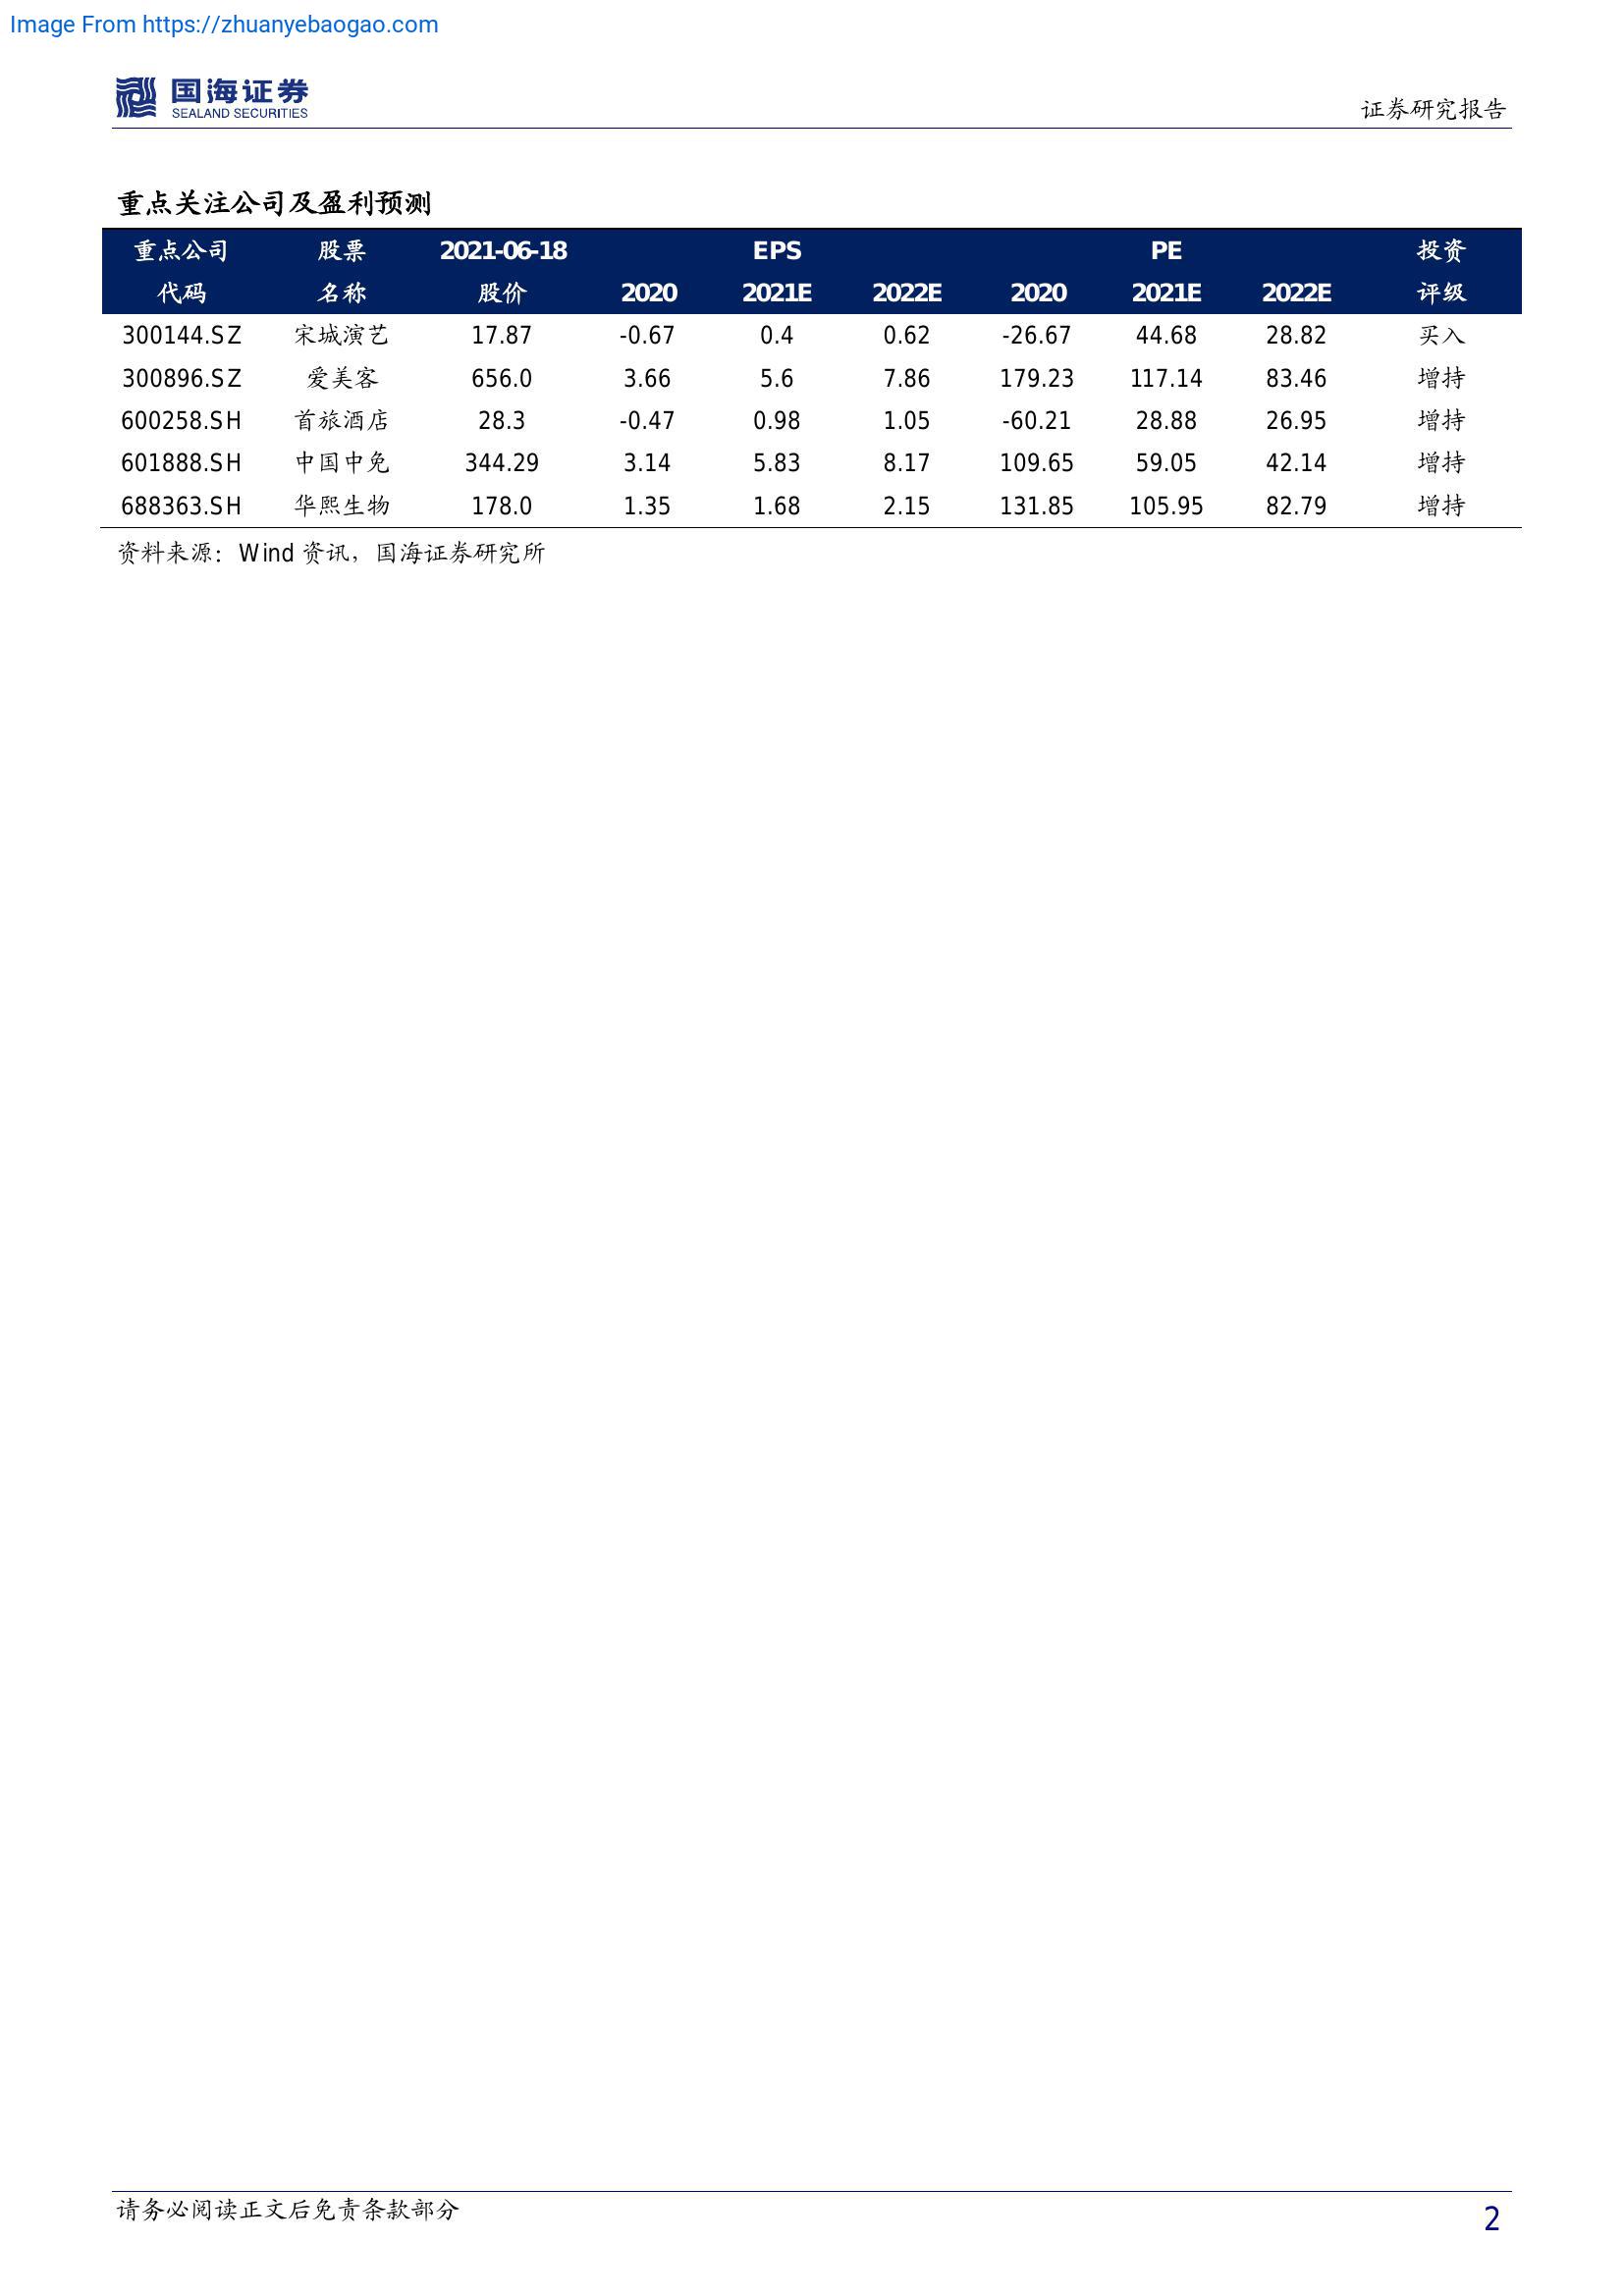 Image From https://zhuanyebaogao.com
国海证券
SEALAND SECURITIES
证券研究报告
重点关注公司及盈利预测
重点公司 股票 2021-06-18 EPS PE 投资
代码 名称 股价 2020 2021E 2022E 2020 2021E 2022E 评级
300144.SZ 宋城演艺 17.87 -0.67 0.4 0.62 -26.67 44.68 28.82 买入
300896.SZ 爱美客 656.0 3.66 5.6 7.86 179.23 117.14 83.46 增持
600258.SH 首旅酒店 28.3 -0.47 0.98 1.05 -60.21 28.88 26.95 增持
601888.SH 中国中免 344.29 3.14 5.83 8.17 109.65 59.05 42.14 增持
688363.SH 华熙生物 178.0 1.35 1.68 2.15 131.85 105.95 82.79 增持
资料来源：Wind 资讯，国海证券研究所
请务必阅读正文后免责条款部分
2